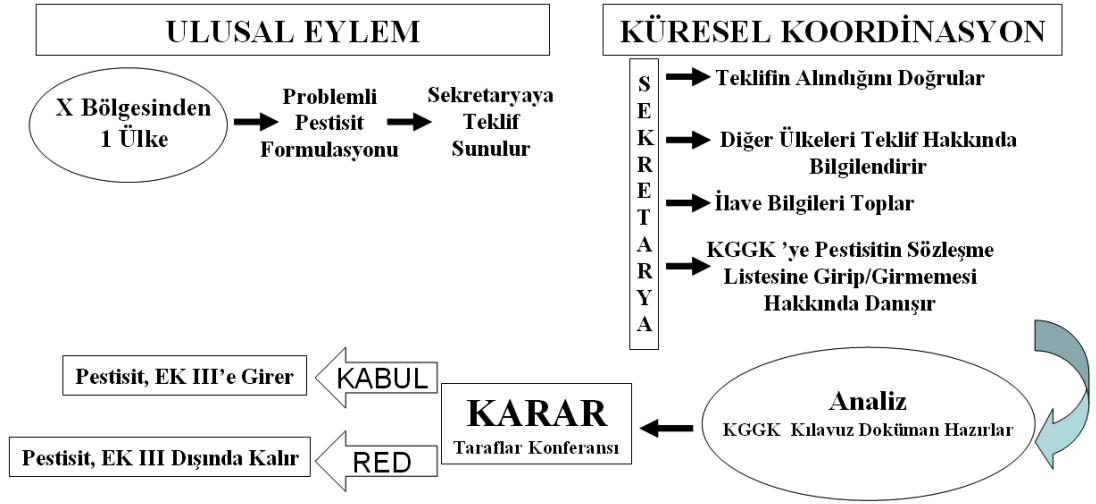 ULUSAL EYLEM
X Bölgesinden
1 Ülke
Problemli
Pestisit
Formulasyonu
Sekretaryaya
Teklif
Sunulur
KÜRESEL KOORDİNASYON
SEKRETARYA
Teklifin Alındığını Doğrular
Diğer Ülkeleri Teklif Hakkında
Bilgilendirir
İlave Bilgileri Toplar
KGGK ’ye Pestisitin Sözleşme
Listesine Girip/Girmemesi
Hakkında Danışır
Analiz
KGGK Kılavuz Doküman Hazırlar
KARAR
Taraflar Konferansı
KABUL
Pestisit, EK III’e Girer
RED
Pestisit, EK III Dışında Kalır